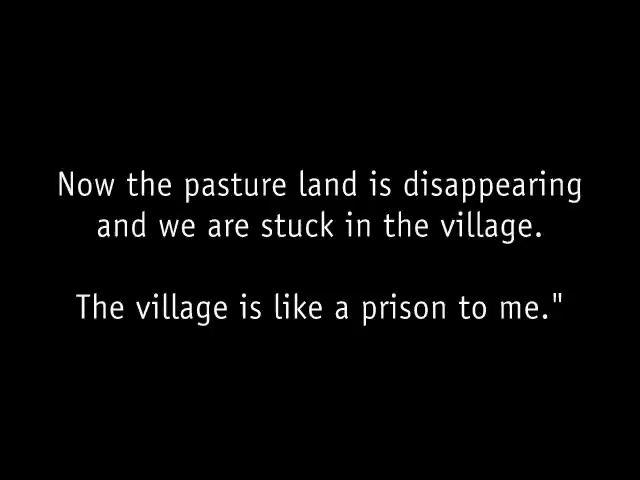 Now the pasture land is disappearing
and we are stuck in the village.
The village is like a prison to me."